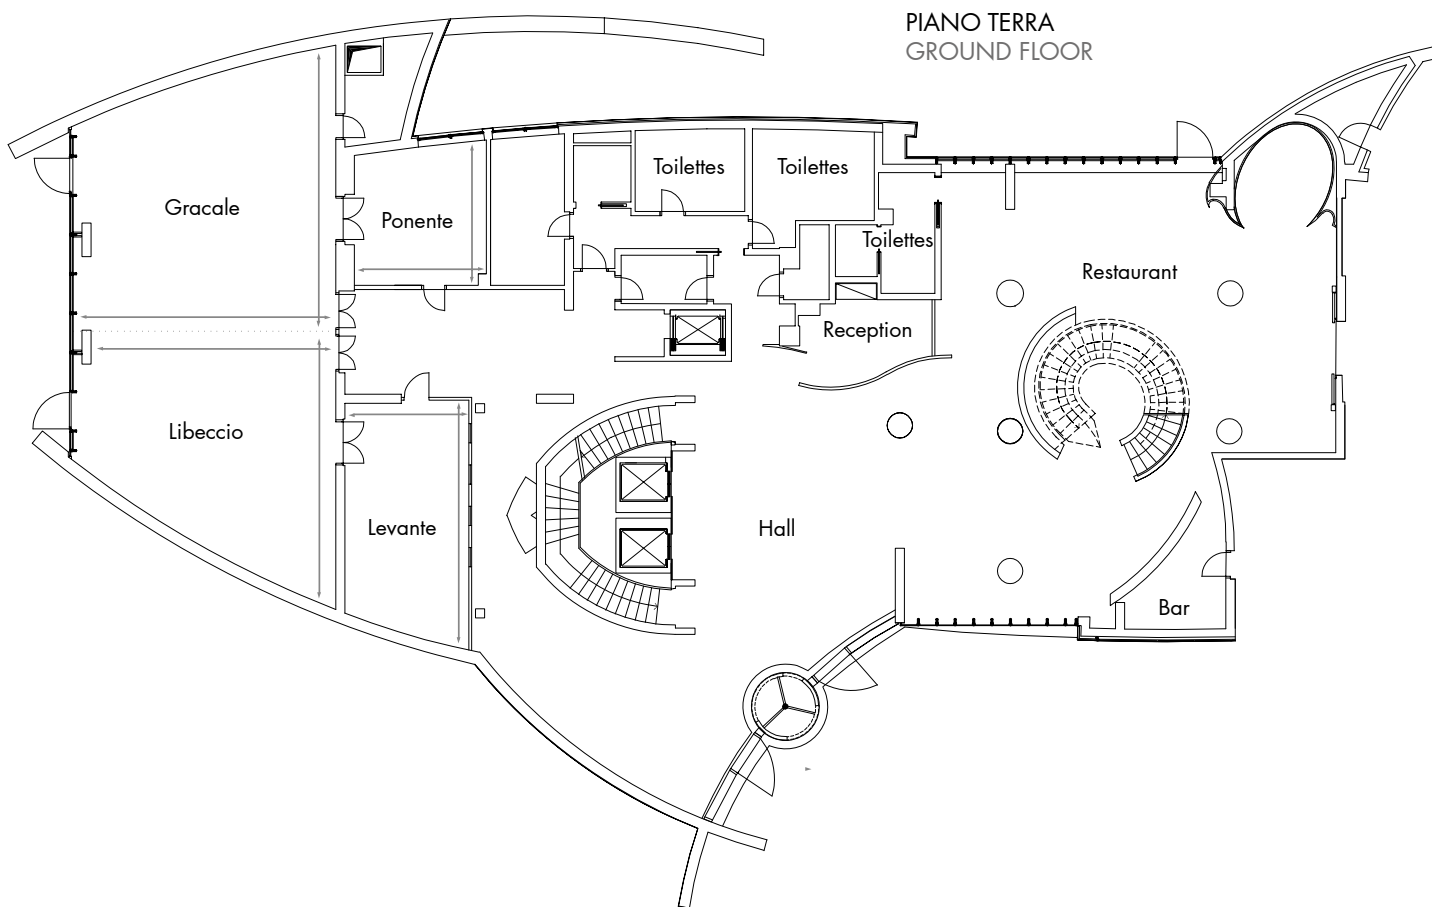 PIANO TERRA
GROUND FLOOR
Toilettes
Toilettes
Gracale
Ponente
Toilettes
Restaurant
Reception
Libeccio
Levante
Hall
Bar